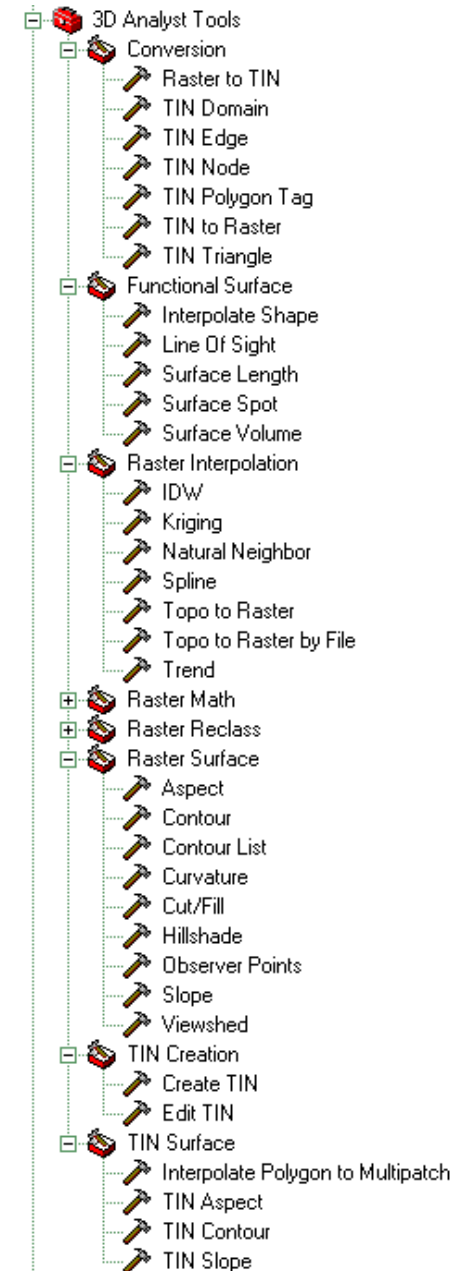 3D Analyst Tools
Conversion
Raster to TIN
TIN Domain
TIN Edge
TIN Node
TIN Polygon Tag
TIN to Raster
TIN Triangle
Functional Surface
Interpolate Shape
Line Of Sight
Surface Length
Surface Spot
Surface Volume
Raster Interpolation
IDW
Kriging
Natural Neighbor
Spline
Topo to Raster
Topo to Raster by File
Trend
Raster Math
Raster Reclass
Raster Surface
Aspect
Contour
Contour List
Curvature
Cut/Fill
Hillshade
Observer Points
Slope
Viewshed
TIN Creation
Create TIN
Edit TIN
TIN Surface
Interpolate Polygon to Multipatch
TIN Aspect
TIN Contour
TIN Slope